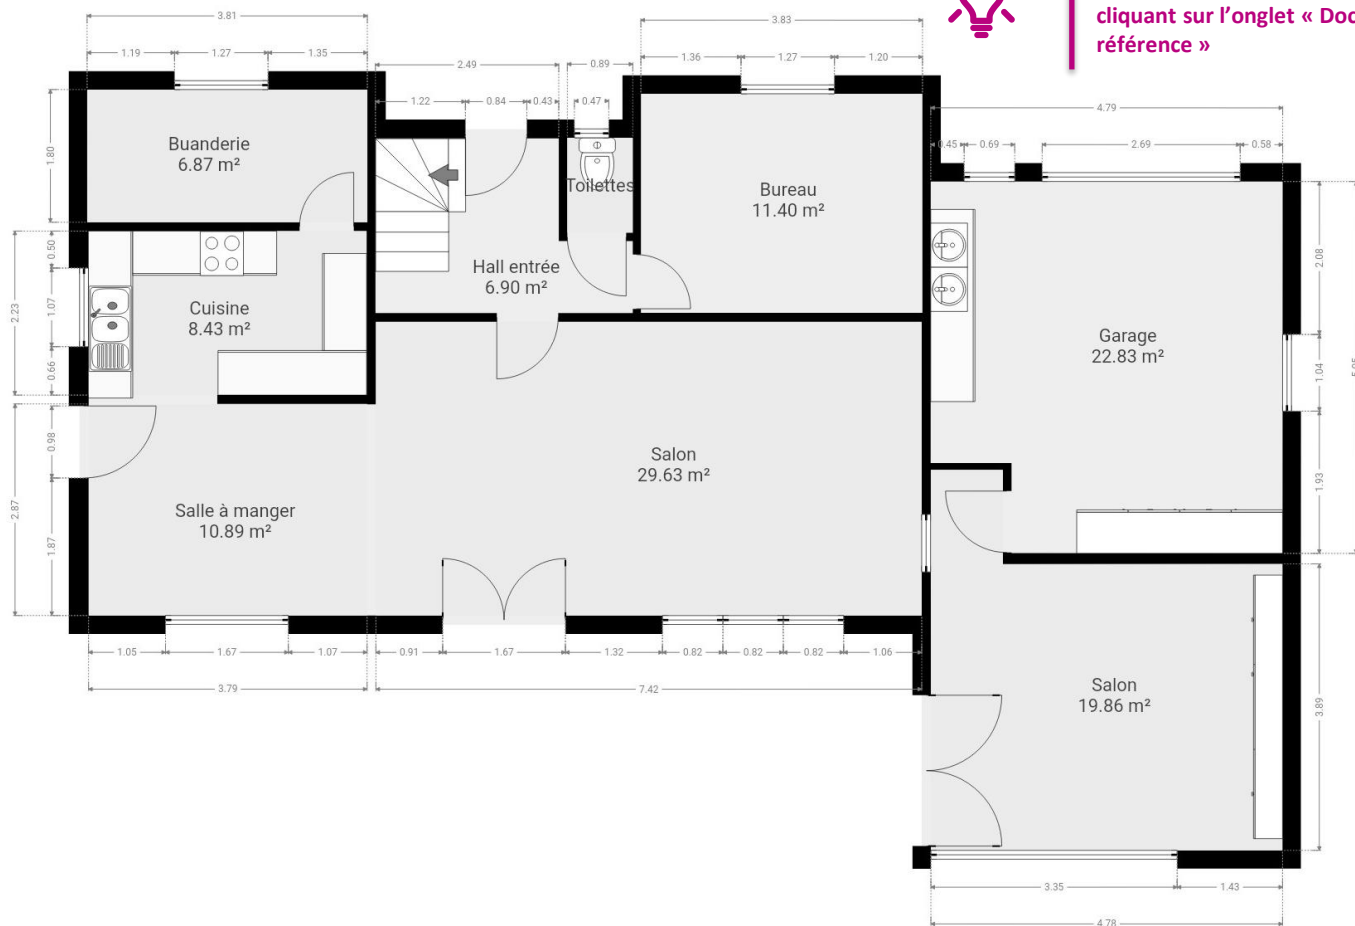 cliquant sur l'onglet « Doc
référence »
3.81
1.19 1.27 1.35
2.49
0.89
1.22 0.84 0.43
0.47
3.83
1.36 1.27 1.20
4.79
0.45 0.69 2.69 0.58
Buanderie
6.87 m²
1.80
Toilettes
Bureau
11.40 m²
Hall entrée
6.90 m²
Cuisine
8.43 m²
0.50
1.07
0.66
2.23
Garage
22.83 m²
2.08
1.04
1.93
Salle à manger
10.89 m²
0.98
1.87
2.87
Salon
29.63 m²
1.05 1.67 1.07 0.91 1.67 1.32 0.82 0.82 0.82 1.06
3.79 7.42
Salon
19.86 m²
3.89
3.35 1.43
4.78